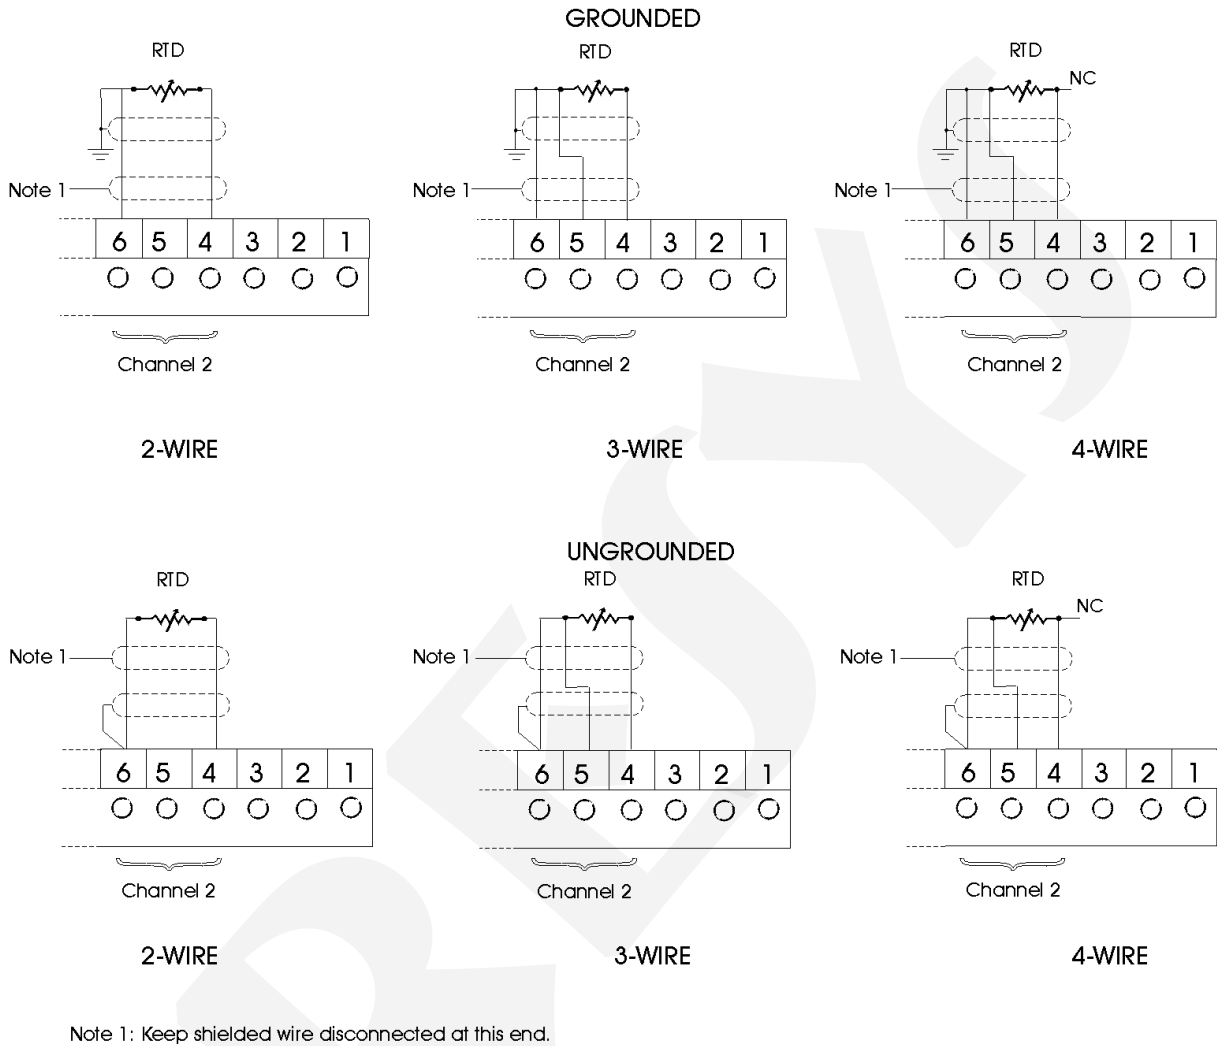 GROUNDED
RTD RTD RTD
NC
Note 1 Note 1 Note 1
6 5 4 3 2 1 6 5 4 3 2 1 6 5 4 3 2 1
Channel 2 Channel 2 Channel 2
2-WIRE 3-WIRE 4-WIRE
UNGROUNDED
RTD RTD RTD
NC
Note 1 Note 1 Note 1
6 5 4 3 2 1 6 5 4 3 2 1 6 5 4 3 2 1
Channel 2 Channel 2 Channel 2
2-WIRE 3-WIRE 4-WIRE
Note 1: Keep shielded wire disconnected at this end.
RESYS